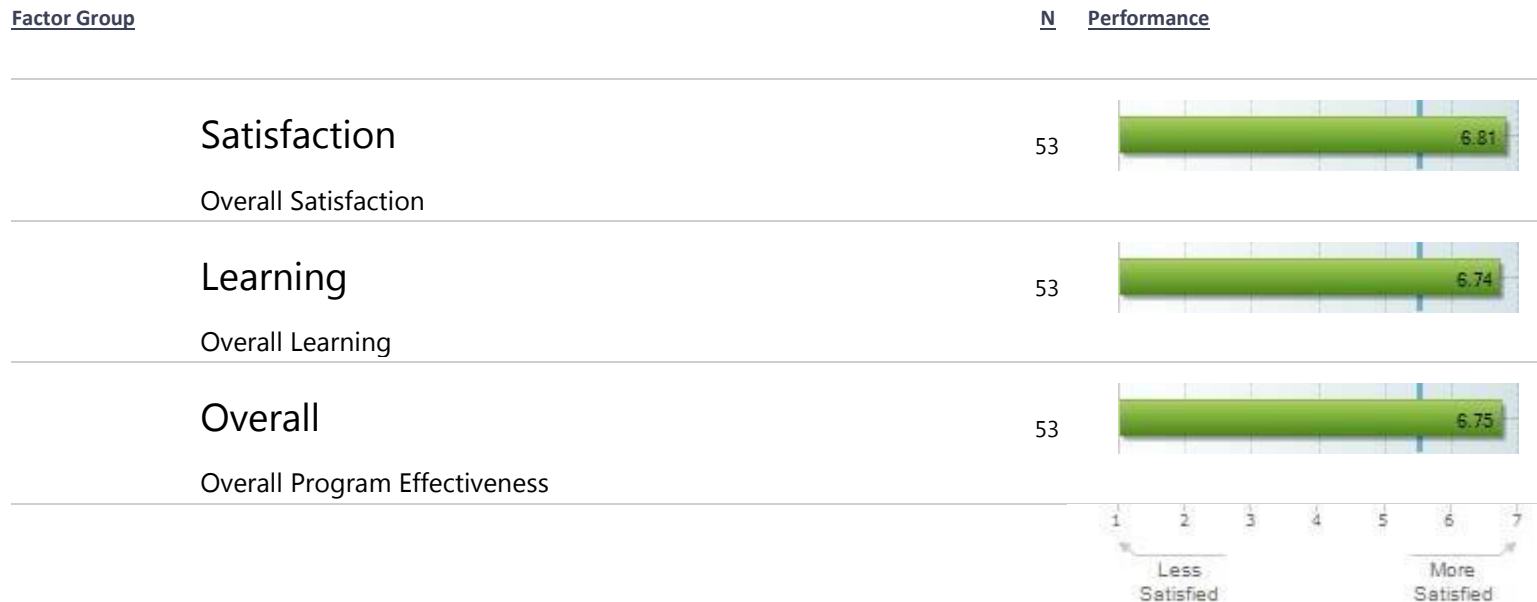 Factor Group N Performance
Satisfaction
53
6.81
Overall Satisfaction
Learning
53
6.74
Overall Learning
Overall
53
6.75
Overall Program Effectiveness
1 2 3 4 5 6 7
Less
Satisfied
More
Satisfied